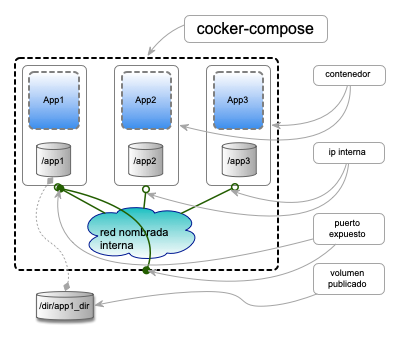 cocker-compose
App1
App2
App3
contenedor
/app1
/app2
/app3
ip interna
red nombrada
interna
puerto
expuesto
volumen
publicado
/dir/app1_dir